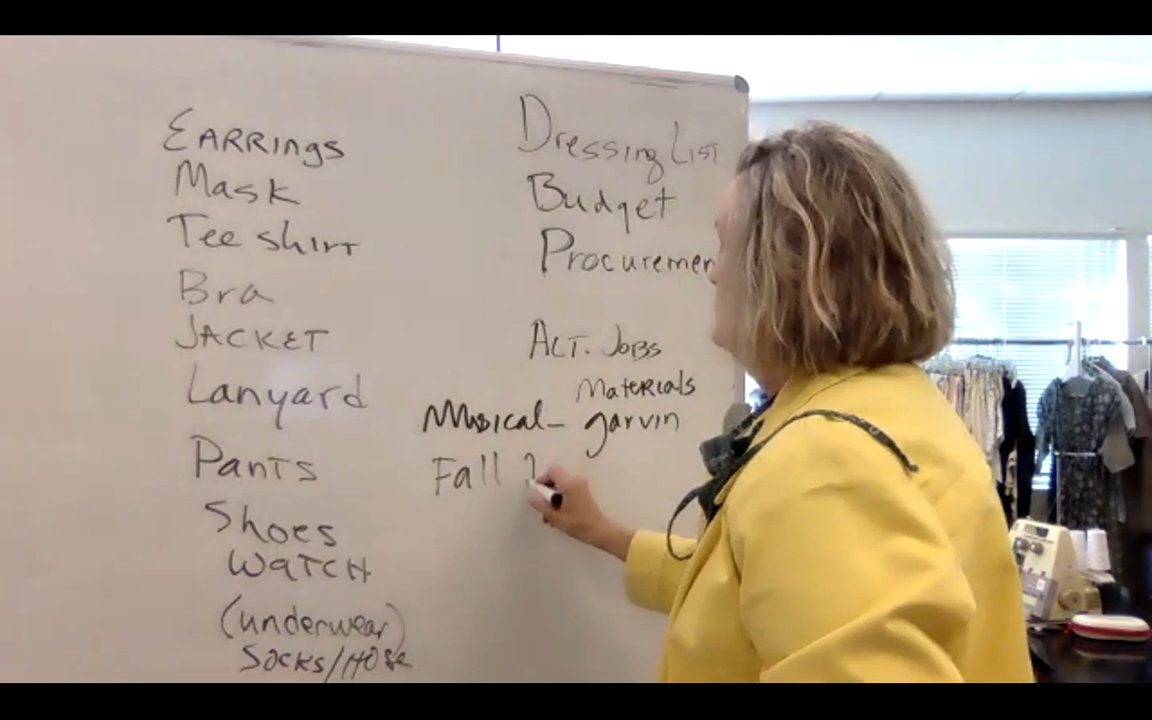 EARRINgs
Mask
Tee shirt
Bra
JACKET
Lanyard
Pants
Shoes
WaTCH
(underwear)
Socks/Hose
Dressing List
Budget
Procuremen
ALT. JOBS
Materials
Musical - garvin
Fall 2